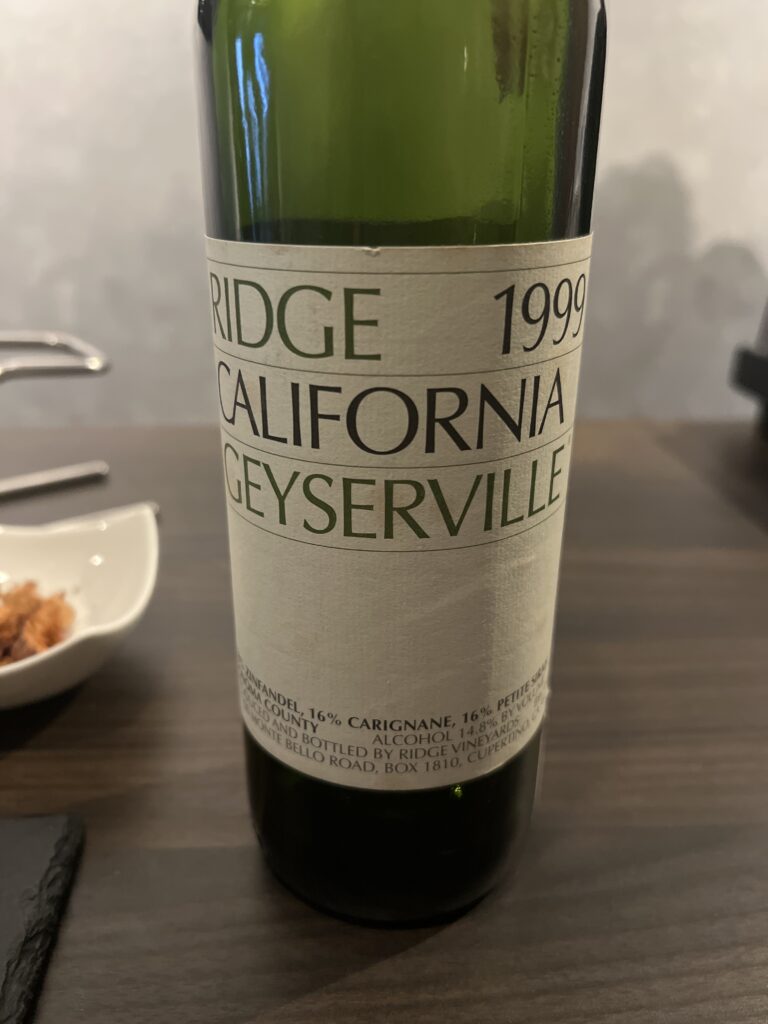 RIDGE 1999
CALIFORNIA
GEYSERVILLE
ZINFANDEL, 16% CARIGNANE, 16% PETITE SIRAH
COUNTY ALCOHOL 14.8% BY
AND BOTTLED BY RIDGE VINEYARDS,
MONTE BELLO ROAD, BOX 1810, CUPERTINO,